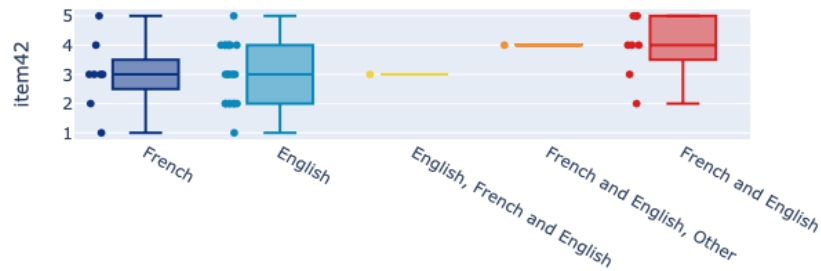 item42
5
4
3
2
1
French
English
English, French and English
French and English, Other
French and English